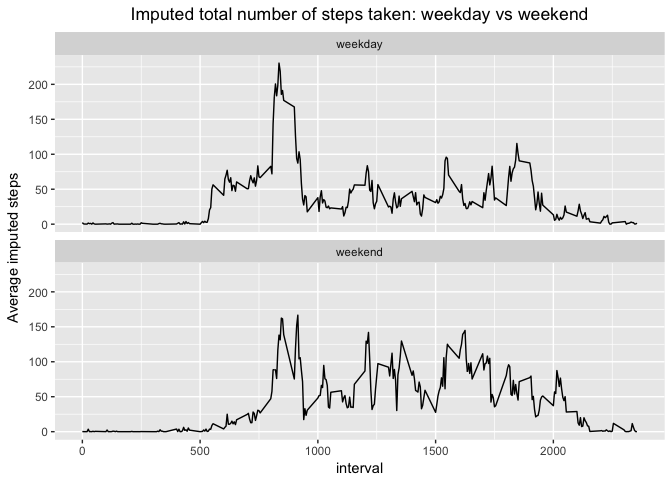 Imputed total number of steps taken: weekday vs weekend
weekday
200
150
100
50
0
Average imputed steps
weekend
200
150
100
50
0
0 500 1000 1500 2000
interval